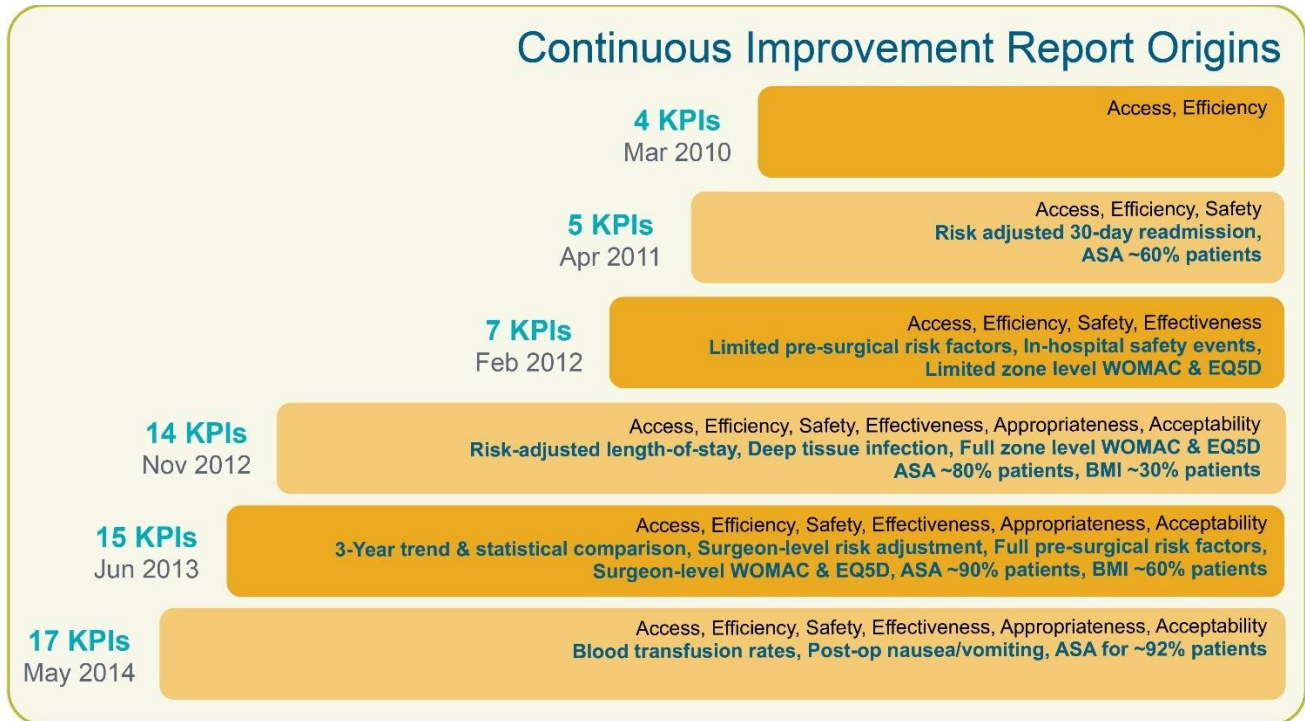 Continuous Improvement Report Origins
4 KPIs
Mar 2010
Access, Efficiency
5 KPIs
Apr 2011
Access, Efficiency, Safety
Risk adjusted 30-day readmission,
ASA ~60% patients
7 KPIs
Feb 2012
Access, Efficiency, Safety, Effectiveness
Limited pre-surgical risk factors, In-hospital safety events,
Limited zone level WOMAC & EQ5D
14 KPIs
Nov 2012
Access, Efficiency, Safety, Effectiveness, Appropriateness, Acceptability
Risk-adjusted length-of-stay, Deep tissue infection, Full zone level WOMAC & EQ5D
ASA ~80% patients, BMI ~30% patients
15 KPIs
Jun 2013
Access, Efficiency, Safety, Effectiveness, Appropriateness, Acceptability
3-Year trend & statistical comparison, Surgeon-level risk adjustment, Full pre-surgical risk factors,
Surgeon-level WOMAC & EQ5D, ASA ~90% patients, BMI ~60% patients
17 KPIs
May 2014
Access, Efficiency, Safety, Effectiveness, Appropriateness, Acceptability
Blood transfusion rates, Post-op nausea/vomiting, ASA for ~92% patients